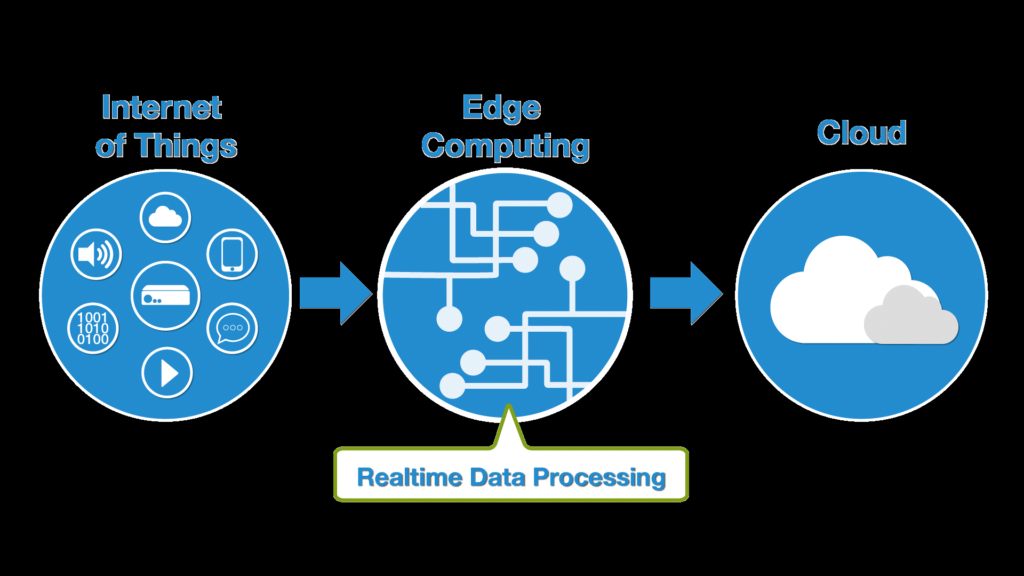 Internet
of Things
Edge
Computing
Cloud
1001
1010
0100
Realtime Data Processing